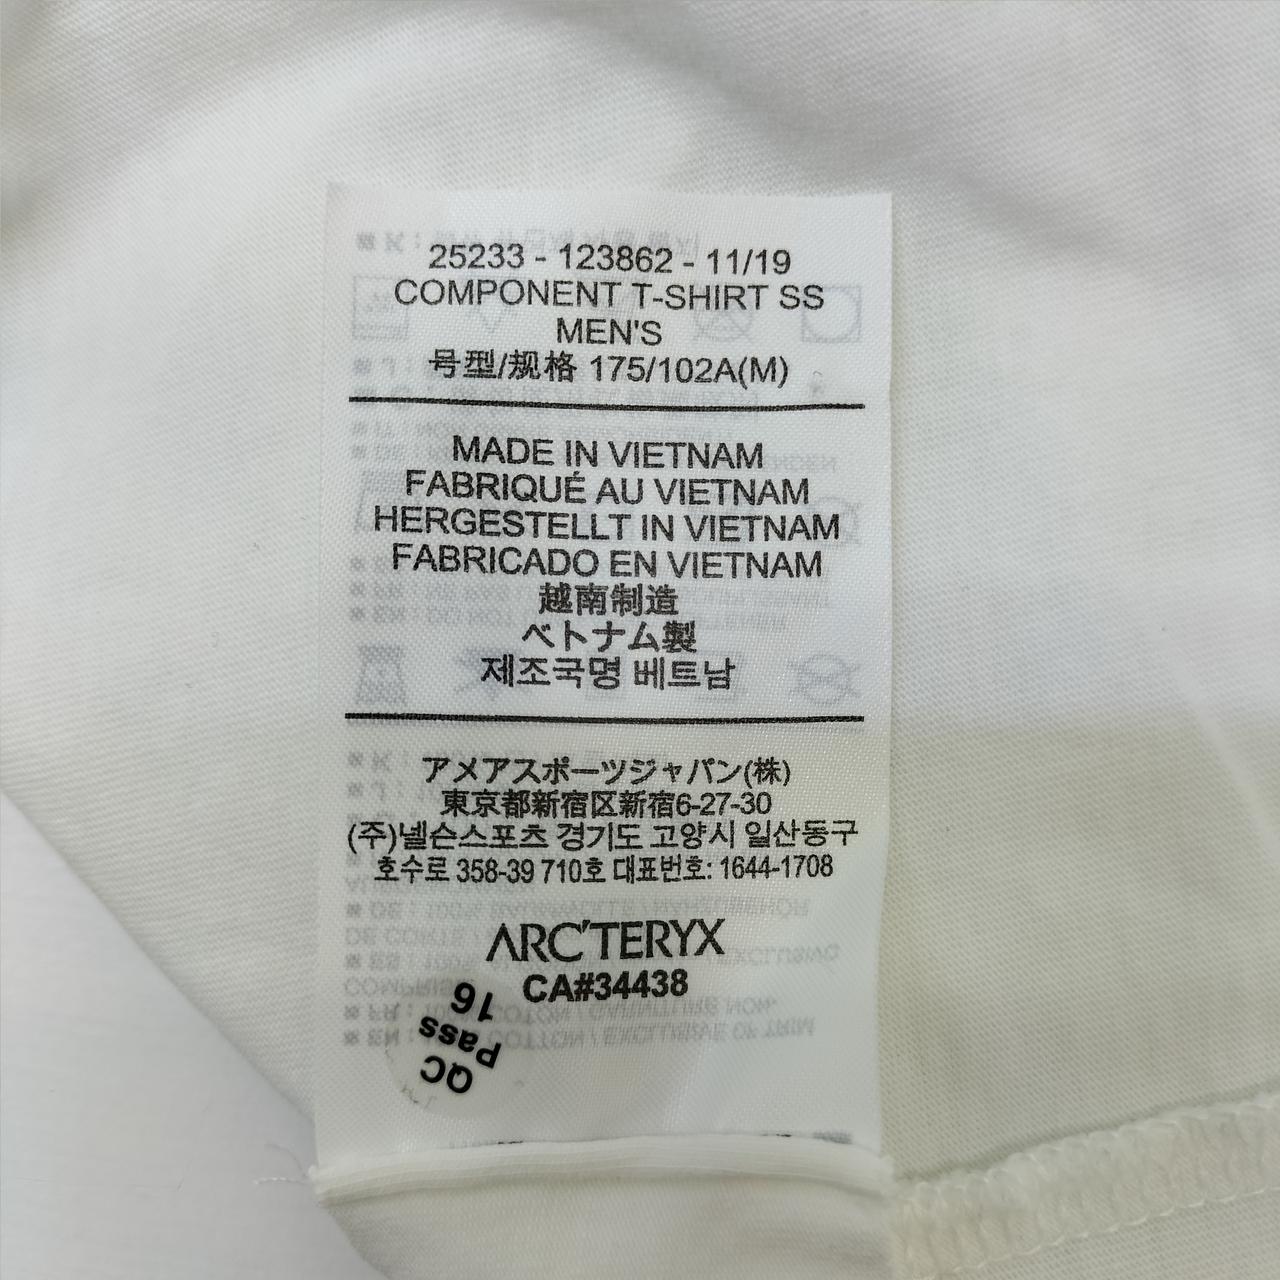 25233 - 123862 - 11/19
COMPONENT T-SHIRT SS
MEN'S
号型/规格 175/102A(M)
MADE IN VIETNAM
FABRIQUÉ AU VIETNAM
HERGESTELLT IN VIETNAM
FABRICADO EN VIETNAM
越南制造
ベトナム製
제조국명 베트남
アメアスポーツジャパン(株)
東京都新宿区新宿6-27-30
(주)넬슨스포츠 경기도 고양시 일산동구
호수로 358-39 710호 대표번호: 1644-1708
ARC'TERYX
CA#34438
QC
Pass
16